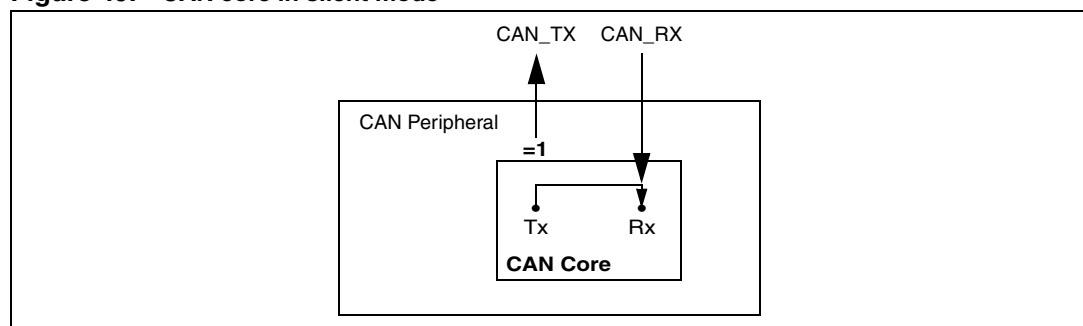 CAN_TX CAN_RX
CAN Peripheral
=1
Tx Rx
CAN Core